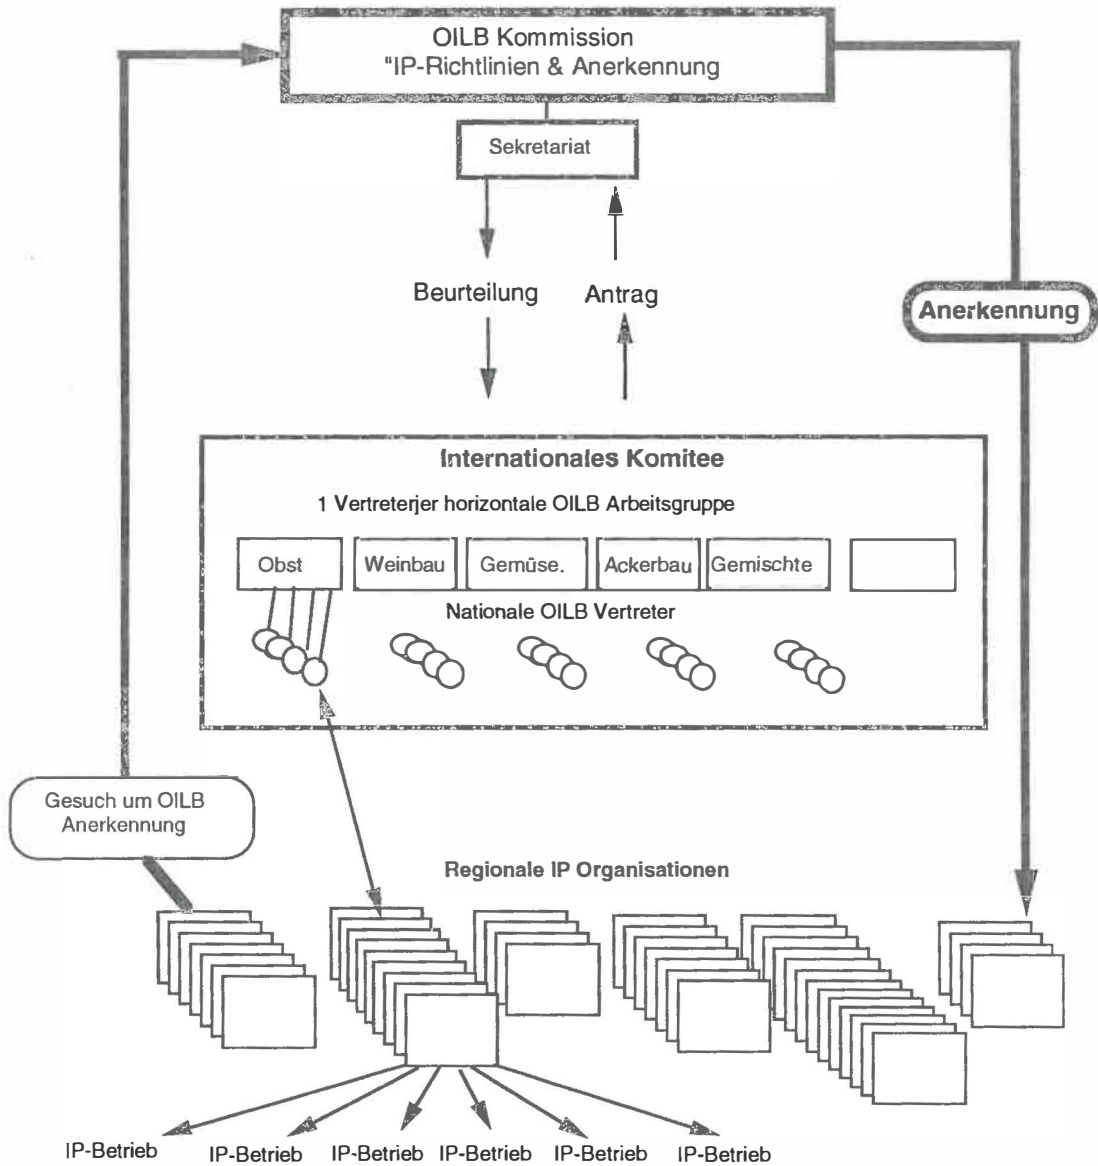 OILB Kommission
"IP-Richtlinien & Anerkennung
Sekretariat
Beurteilung
Antrag
Anerkennung
Internationales Komitee
1 Vertreterjer horizontale OILB Arbeitsgruppe
Obst
Weinbau
Gemüse.
Ackerbau
Gemischte
Nationale OILB Vertreter
Gesuch um OILB
Anerkennung
Regionale IP Organisationen
IP-Betrieb
IP-Betrieb
IP-Betrieb
IP-Betrieb
IP-Betrieb
IP-Betrieb